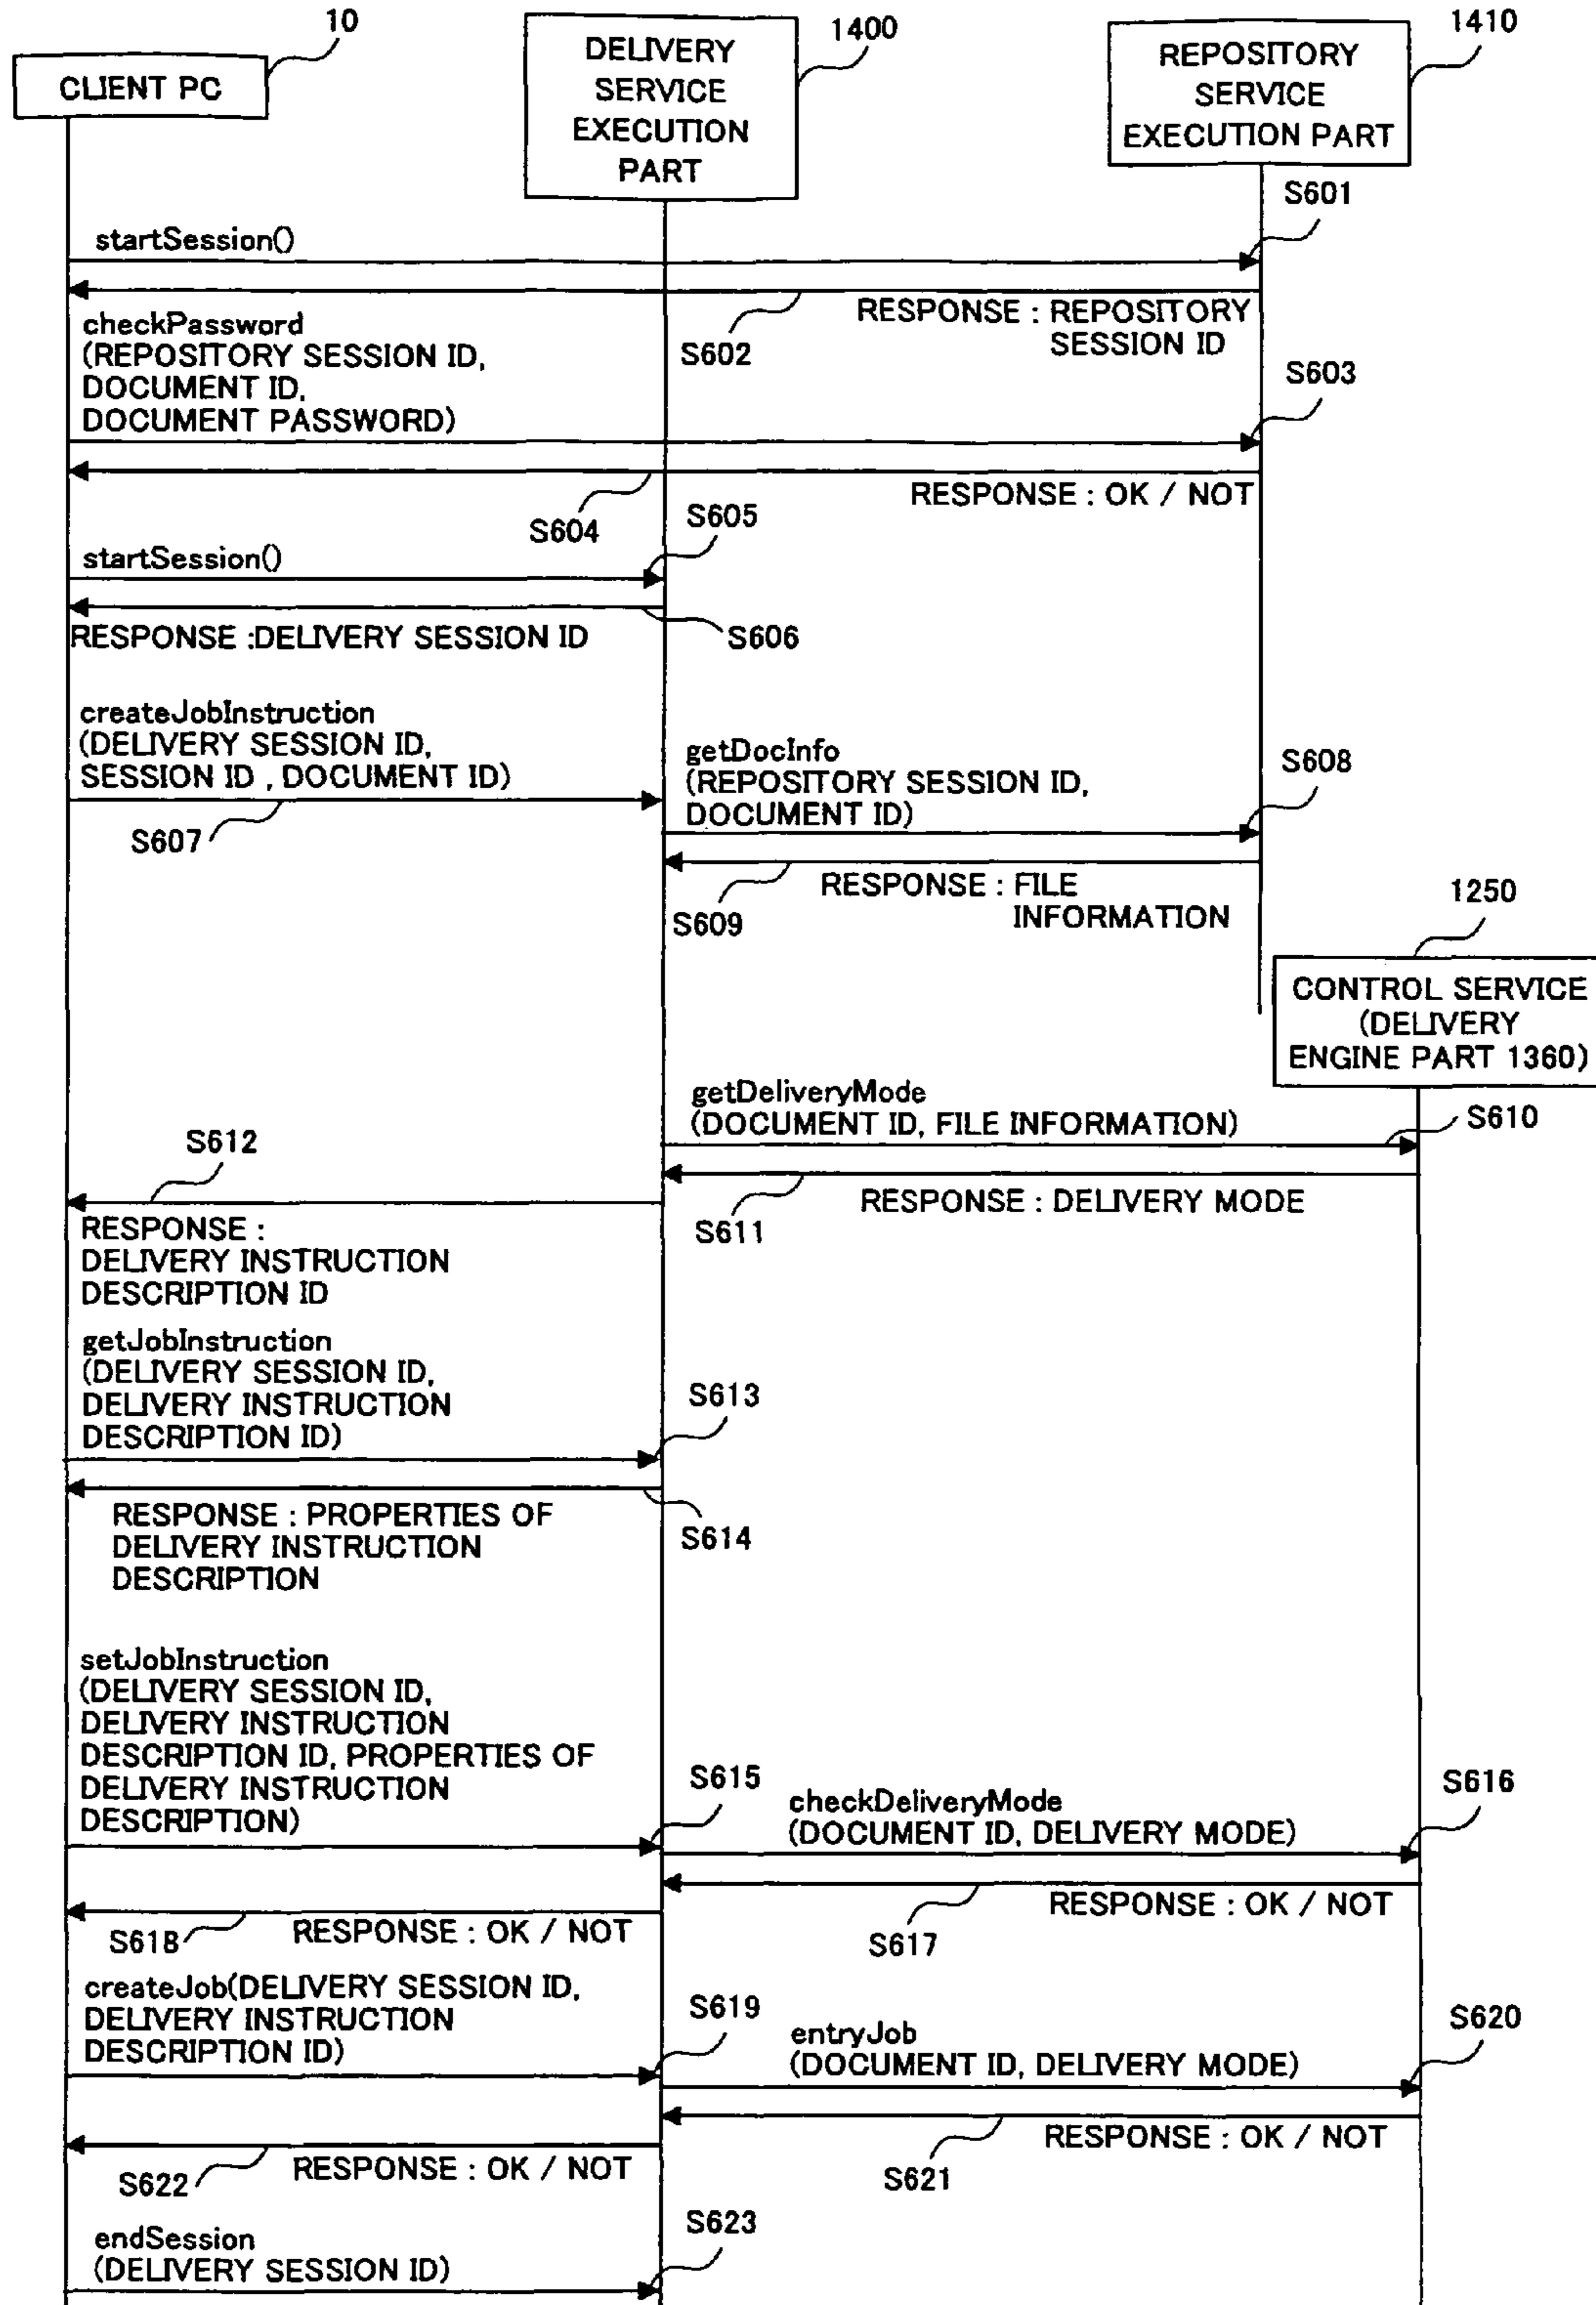 10
CLIENT PC
DELIVERY
SERVICE
EXECUTION
PART
1400
REPOSITORY
SERVICE
EXECUTION PART
1410
startSession()
S601
RESPONSE : REPOSITORY
SESSION ID
S602
checkPassword
(REPOSITORY SESSION ID,
DOCUMENT ID,
DOCUMENT PASSWORD)
S603
RESPONSE : OK / NOT
S604
startSession()
S605
RESPONSE :DELIVERY SESSION ID
S606
createJobInstruction
(DELIVERY SESSION ID,
SESSION ID , DOCUMENT ID)
S607
getDocInfo
(REPOSITORY SESSION ID,
DOCUMENT ID)
S608
RESPONSE : FILE
INFORMATION
S609
1250
CONTROL SERVICE
(DELIVERY
ENGINE PART 1360)
getDeliveryMode
(DOCUMENT ID, FILE INFORMATION)
S610
RESPONSE : DELIVERY MODE
S611
S612
RESPONSE :
DELIVERY INSTRUCTION
DESCRIPTION ID
getJobInstruction
(DELIVERY SESSION ID,
DELIVERY INSTRUCTION
DESCRIPTION ID)
S613
RESPONSE : PROPERTIES OF
DELIVERY INSTRUCTION
DESCRIPTION
S614
setJobInstruction
(DELIVERY SESSION ID,
DELIVERY INSTRUCTION
DESCRIPTION ID, PROPERTIES OF
DELIVERY INSTRUCTION
DESCRIPTION)
S615
checkDeliveryMode
(DOCUMENT ID, DELIVERY MODE)
S616
RESPONSE : OK / NOT
S617
RESPONSE : OK / NOT
S618
createJob(DELIVERY SESSION ID,
DELIVERY INSTRUCTION
DESCRIPTION ID)
S619
entryJob
(DOCUMENT ID, DELIVERY MODE)
S620
RESPONSE : OK / NOT
S621
RESPONSE : OK / NOT
S622
endSession
(DELIVERY SESSION ID)
S623